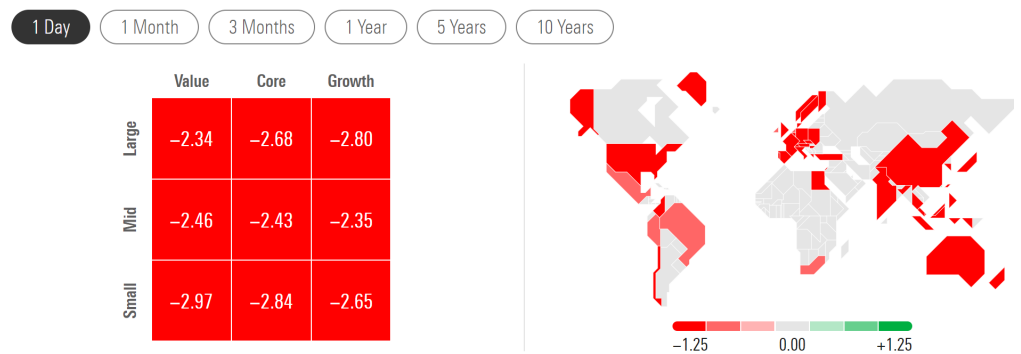 1 Day 1 Month 3 Months 1 Year 5 Years 10 Years
Value Core Growth
Large −2.34 −2.68 −2.80
Mid −2.46 −2.43 −2.35
Small −2.97 −2.84 −2.65
−1.25 0.00 +1.25